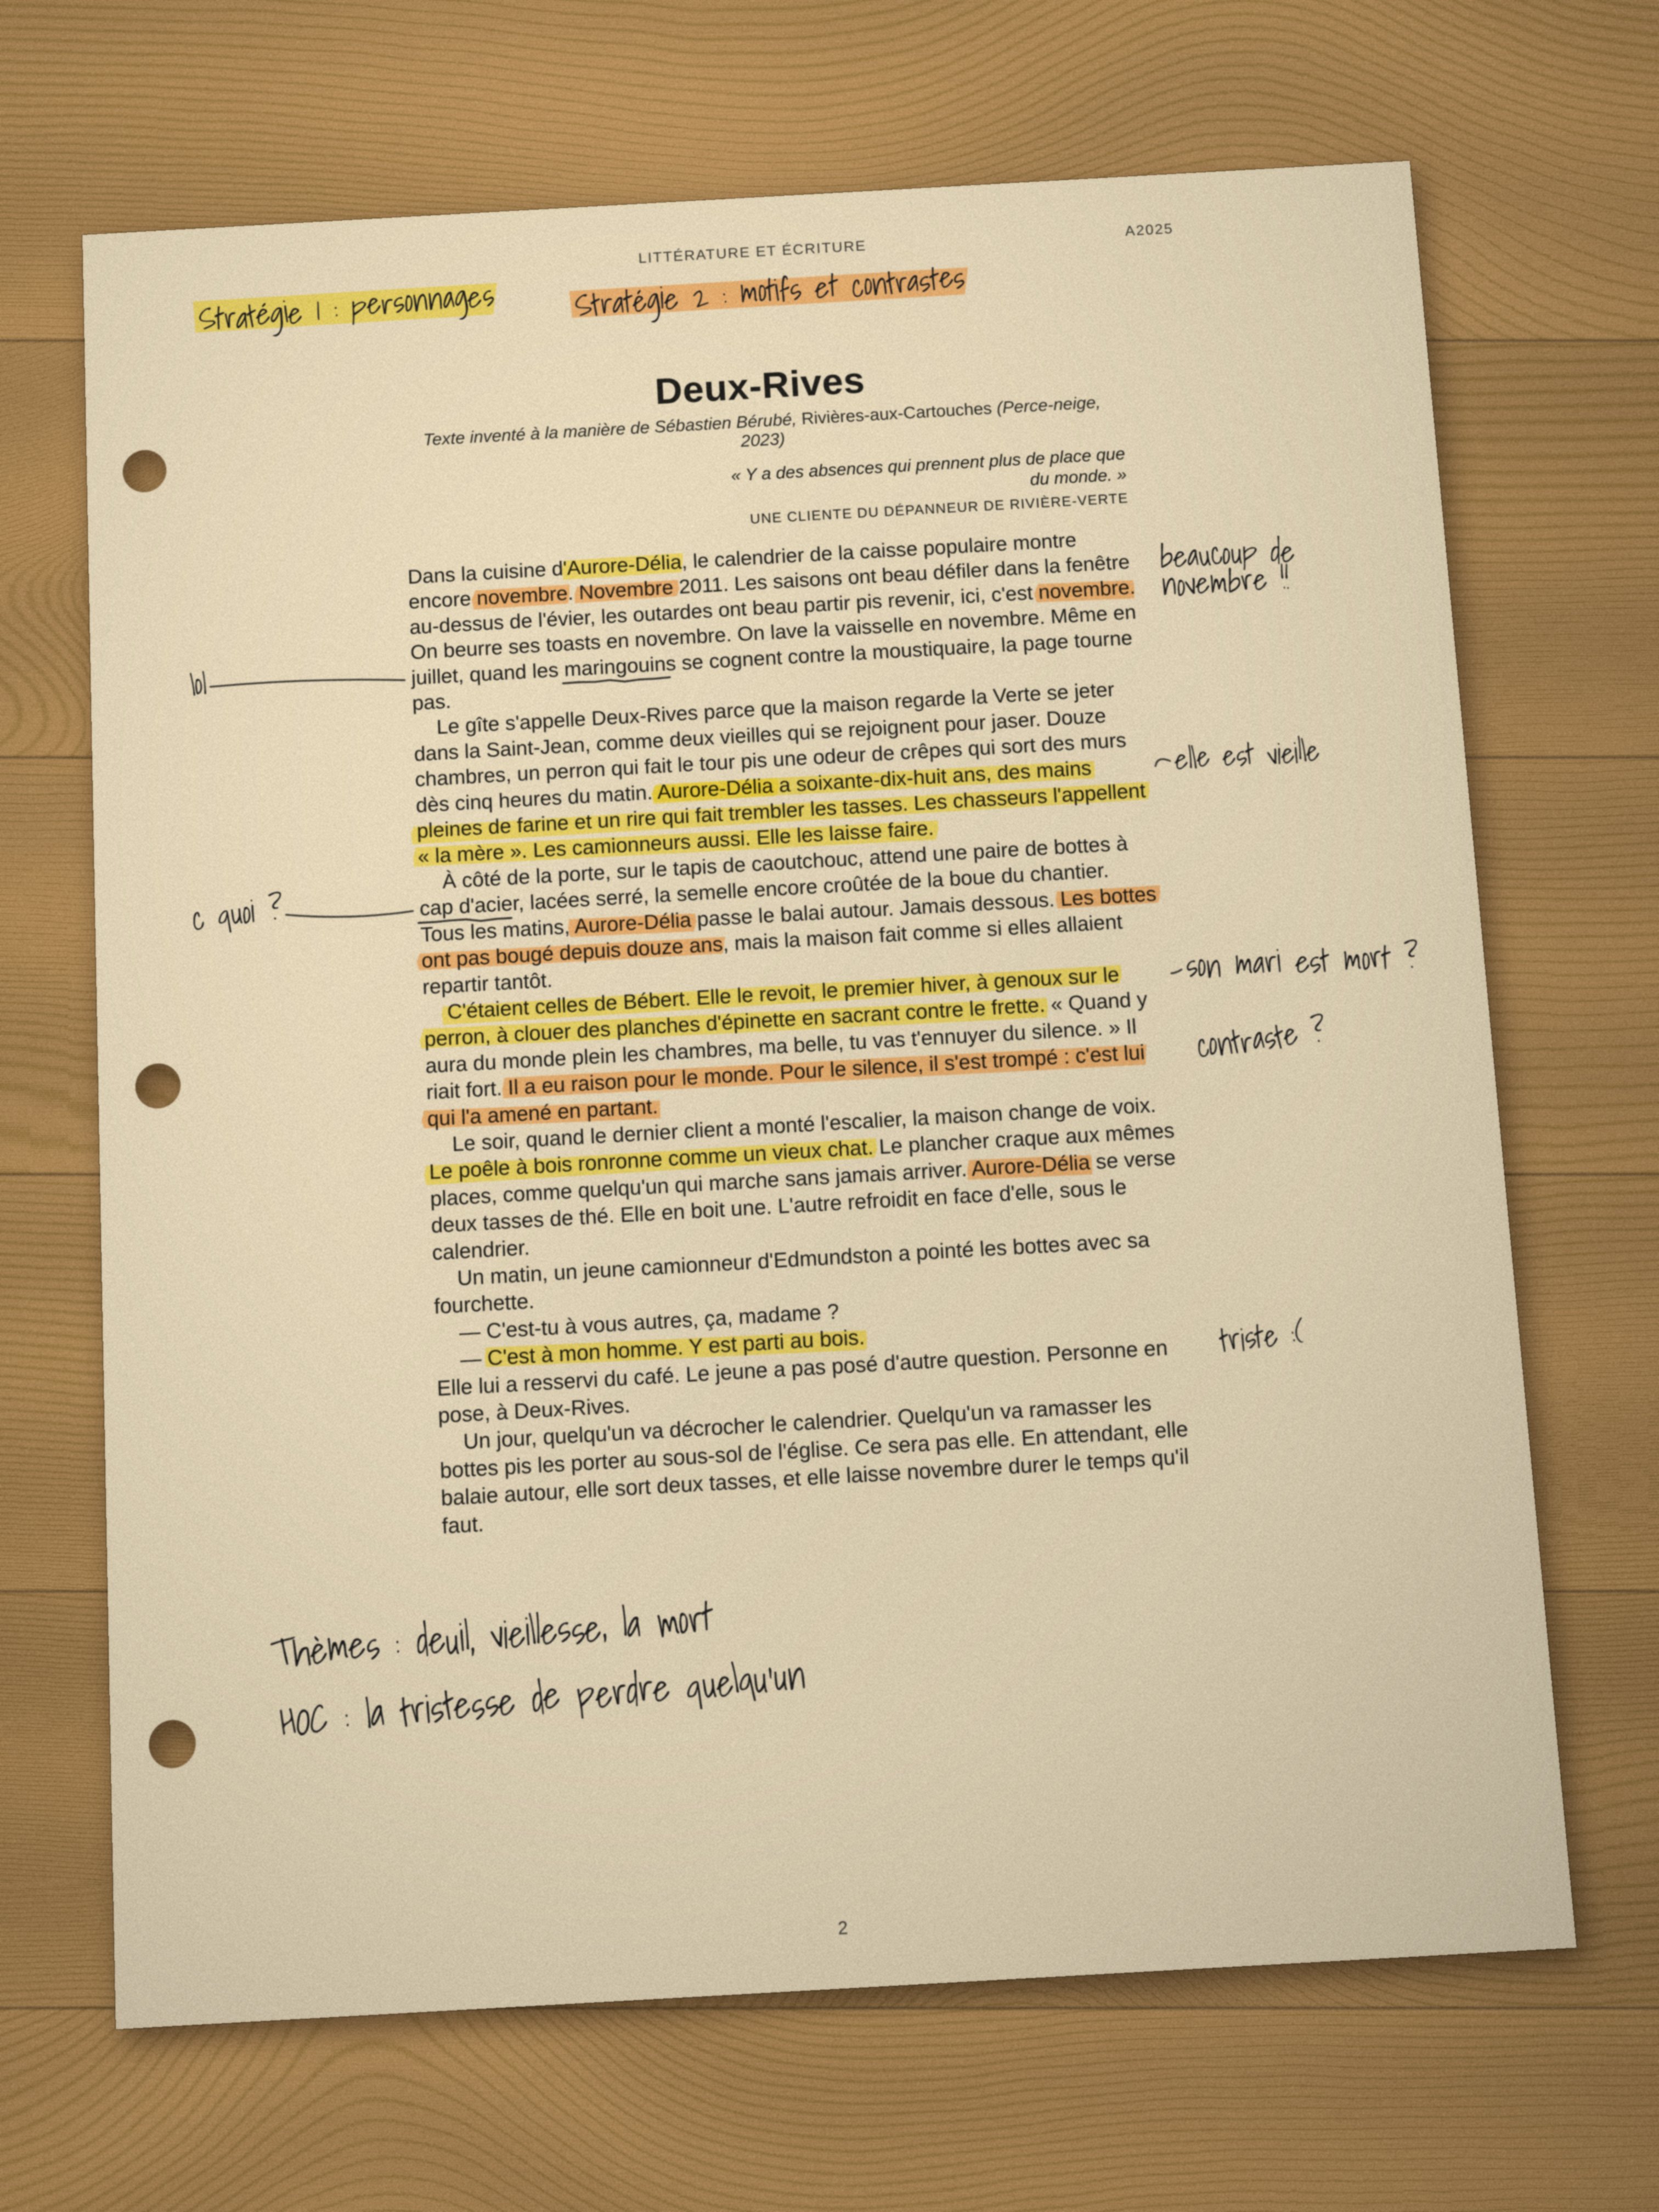 LITTÉRATURE ET ÉCRITURE
A2025
Stratégie 1 : personnages
Stratégie 2 : motifs et contrastes
Deux-Rives
Texte inventé à la manière de Sébastien Bérubé, Rivières-aux-Cartouches (Perce-neige,
2023)
« Y a des absences qui prennent plus de place que
du monde. »
UNE CLIENTE DU DÉPANNEUR DE RIVIÈRE-VERTE
Dans la cuisine d'Aurore-Délia, le calendrier de la caisse populaire montre
encore novembre. Novembre 2011. Les saisons ont beau défiler dans la fenêtre
au-dessus de l'évier, les outardes ont beau partir pis revenir, ici, c'est novembre.
On beurre ses toasts en novembre. On lave la vaisselle en novembre. Même en
juillet, quand les maringouins se cognent contre la moustiquaire, la page tourne
pas.
beaucoup de
novembre !!
lol
Le gîte s'appelle Deux-Rives parce que la maison regarde la Verte se jeter
dans la Saint-Jean, comme deux vieilles qui se rejoignent pour jaser. Douze
chambres, un perron qui fait le tour pis une odeur de crêpes qui sort des murs
dès cinq heures du matin. Aurore-Délia a soixante-dix-huit ans, des mains
pleines de farine et un rire qui fait trembler les tasses. Les chasseurs l'appellent
« la mère ». Les camionneurs aussi. Elle les laisse faire.
~elle est vieille
À côté de la porte, sur le tapis de caoutchouc, attend une paire de bottes à
cap d'acier, lacées serré, la semelle encore croûtée de la boue du chantier.
Tous les matins, Aurore-Délia passe le balai autour. Jamais dessous. Les bottes
ont pas bougé depuis douze ans, mais la maison fait comme si elles allaient
repartir tantôt.
c quoi ?
C'étaient celles de Bébert. Elle le revoit, le premier hiver, à genoux sur le
perron, à clouer des planches d'épinette en sacrant contre le frette. « Quand y
aura du monde plein les chambres, ma belle, tu vas t'ennuyer du silence. » Il
riait fort. Il a eu raison pour le monde. Pour le silence, il s'est trompé : c'est lui
qui l'a amené en partant.
-son mari est mort ?
contraste ?
Le soir, quand le dernier client a monté l'escalier, la maison change de voix.
Le poêle à bois ronronne comme un vieux chat. Le plancher craque aux mêmes
places, comme quelqu'un qui marche sans jamais arriver. Aurore-Délia se verse
deux tasses de thé. Elle en boit une. L'autre refroidit en face d'elle, sous le
calendrier.
Un matin, un jeune camionneur d'Edmundston a pointé les bottes avec sa
fourchette.
— C'est-tu à vous autres, ça, madame ?
— C'est à mon homme. Y est parti au bois.
Elle lui a resservi du café. Le jeune a pas posé d'autre question. Personne en
pose, à Deux-Rives.
triste :(
Un jour, quelqu'un va décrocher le calendrier. Quelqu'un va ramasser les
bottes pis les porter au sous-sol de l'église. Ce sera pas elle. En attendant, elle
balaie autour, elle sort deux tasses, et elle laisse novembre durer le temps qu'il
faut.
Thèmes : deuil, vieillesse, la mort
HOC : la tristesse de perdre quelqu'un
2